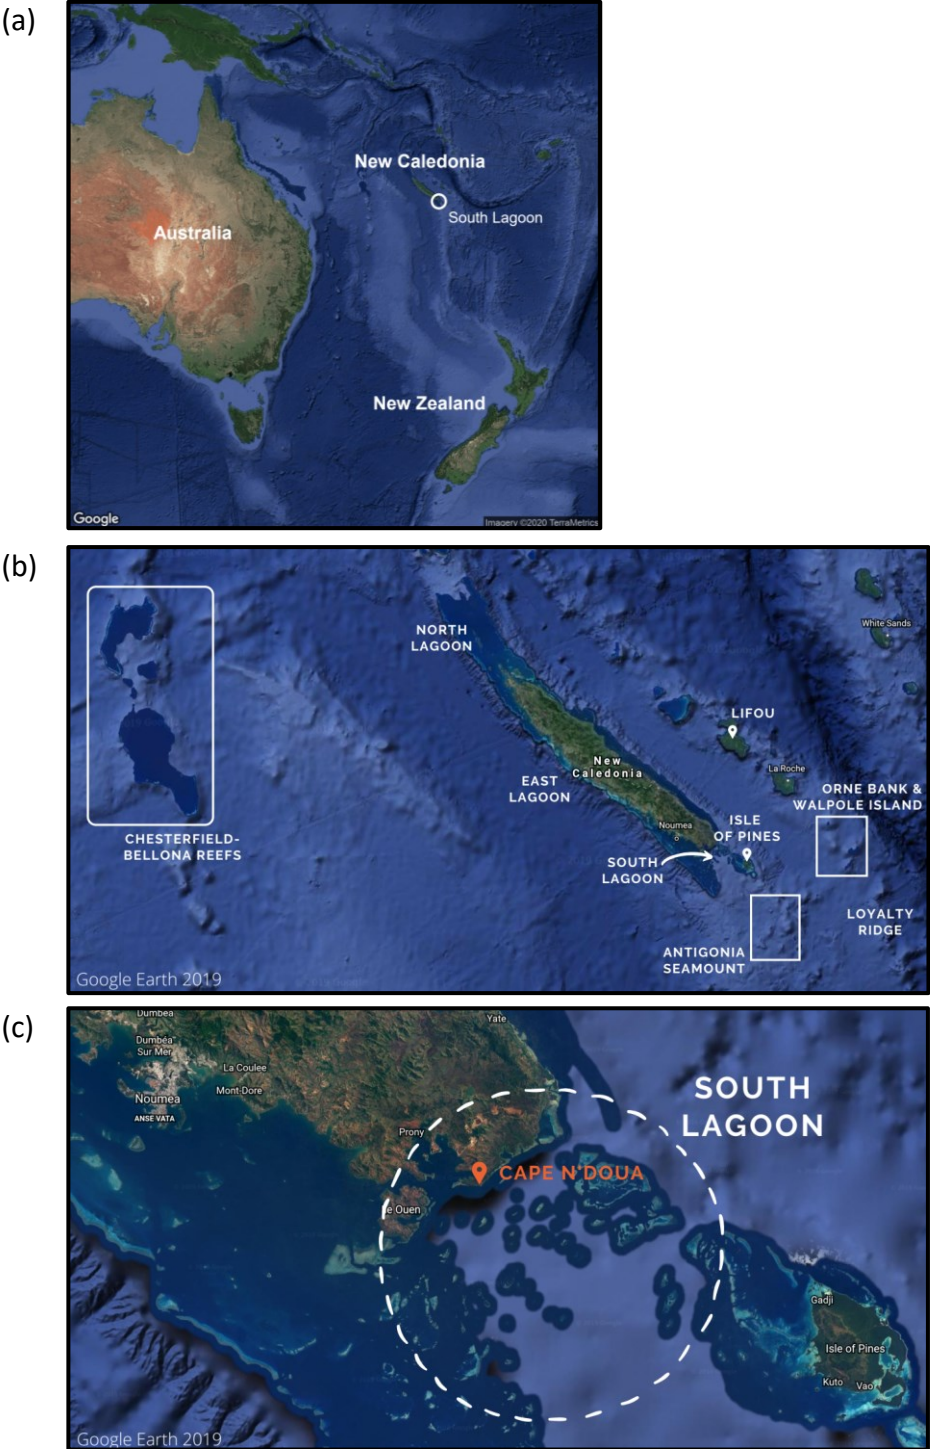 (a)
New Caledonia
South Lagoon
Australia
New Zealand
Google
Imagery ©2020 TerraMetrics
(b)
NORTH
LAGOON
White Sands
LIFOU
New
Caledonia
La Roche
EAST
LAGOON
ORNE BANK &
WALPOLE ISLAND
ISLE
OF PINES
Noumea
CHESTERFIELD-
BELLONA REEFS
SOUTH
LAGOON
LOYALTY
RIDGE
ANTIGONIA
SEAMOUNT
Google Earth 2019
(c)
Dumbea
Yate
Dumbéa
Sur Mer
La Coulee
Mont-Dore
Noumea
ANSE VATA
SOUTH
LAGOON
Prony
CAPE N'DOUA
Ile Ouen
Gadji
Isle of Pines
Kuto
Vao
Google Earth 2019